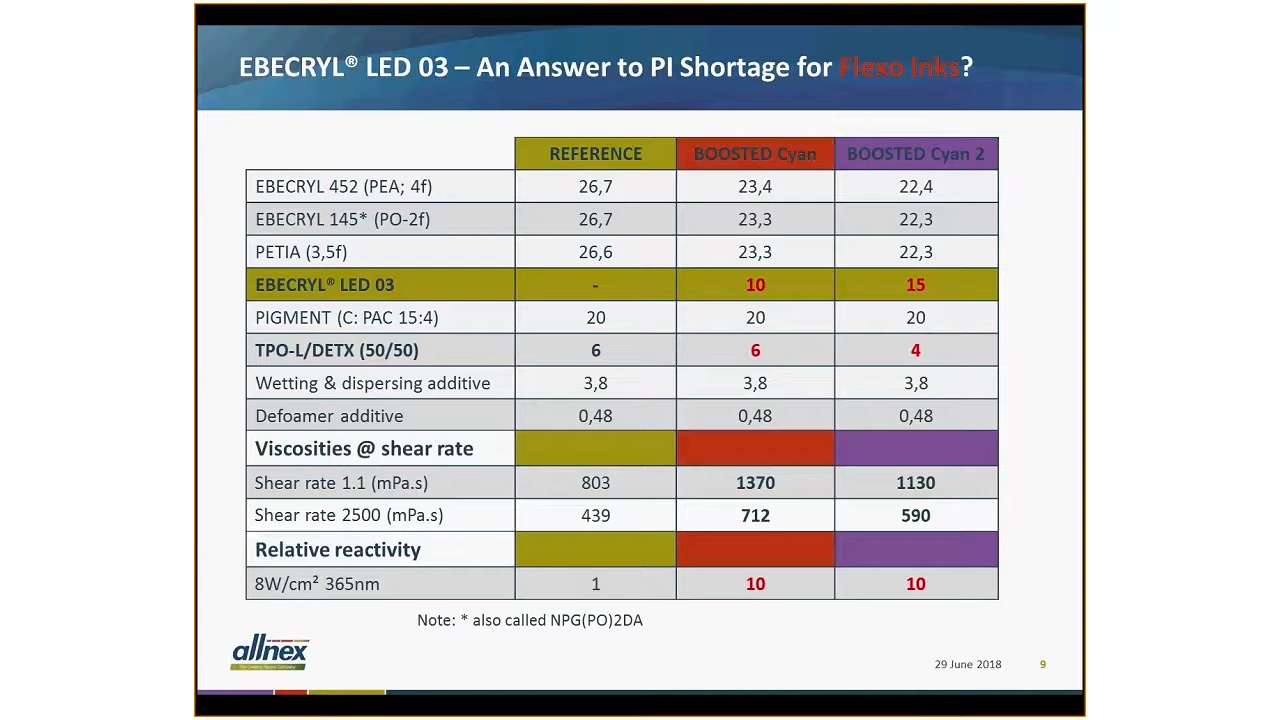 EBECRYL® LED 03 – An Answer to PI Shortage for Flexo Inks?
REFERENCE BOOSTED Cyan BOOSTED Cyan 2
EBECRYL 452 (PEA; 4f) 26,7 23,4 22,4
EBECRYL 145* (PO-2f) 26,7 23,3 22,3
PETIA (3,5f) 26,6 23,3 22,3
EBECRYL® LED 03 - 10 15
PIGMENT (C: PAC 15:4) 20 20 20
TPO-L/DETX (50/50) 6 6 4
Wetting & dispersing additive 3,8 3,8 3,8
Defoamer additive 0,48 0,48 0,48
Viscosities @ shear rate
Shear rate 1.1 (mPa.s) 803 1370 1130
Shear rate 2500 (mPa.s) 439 712 590
Relative reactivity
8W/cm² 365nm 1 10 10
Note: * also called NPG(PO)2DA
allnex
29 June 2018 9